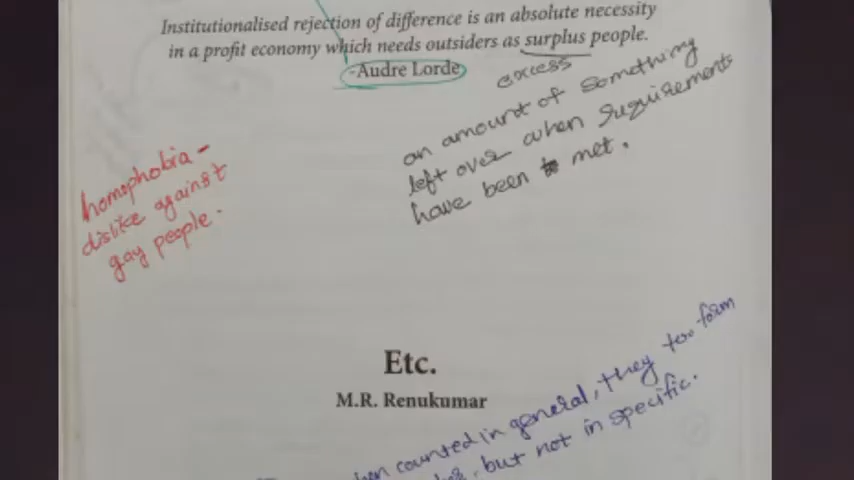 Institutionalised rejection of difference is an absolute necessity
in a profit economy which needs outsiders as surplus people.
-Audre Lorde
excess
an amount of something
left over when requirements
have been met.
homophobia -
dislike against
gay people.
Etc.
M.R. Renukumar
counted in general, they too form
, but not in specific.